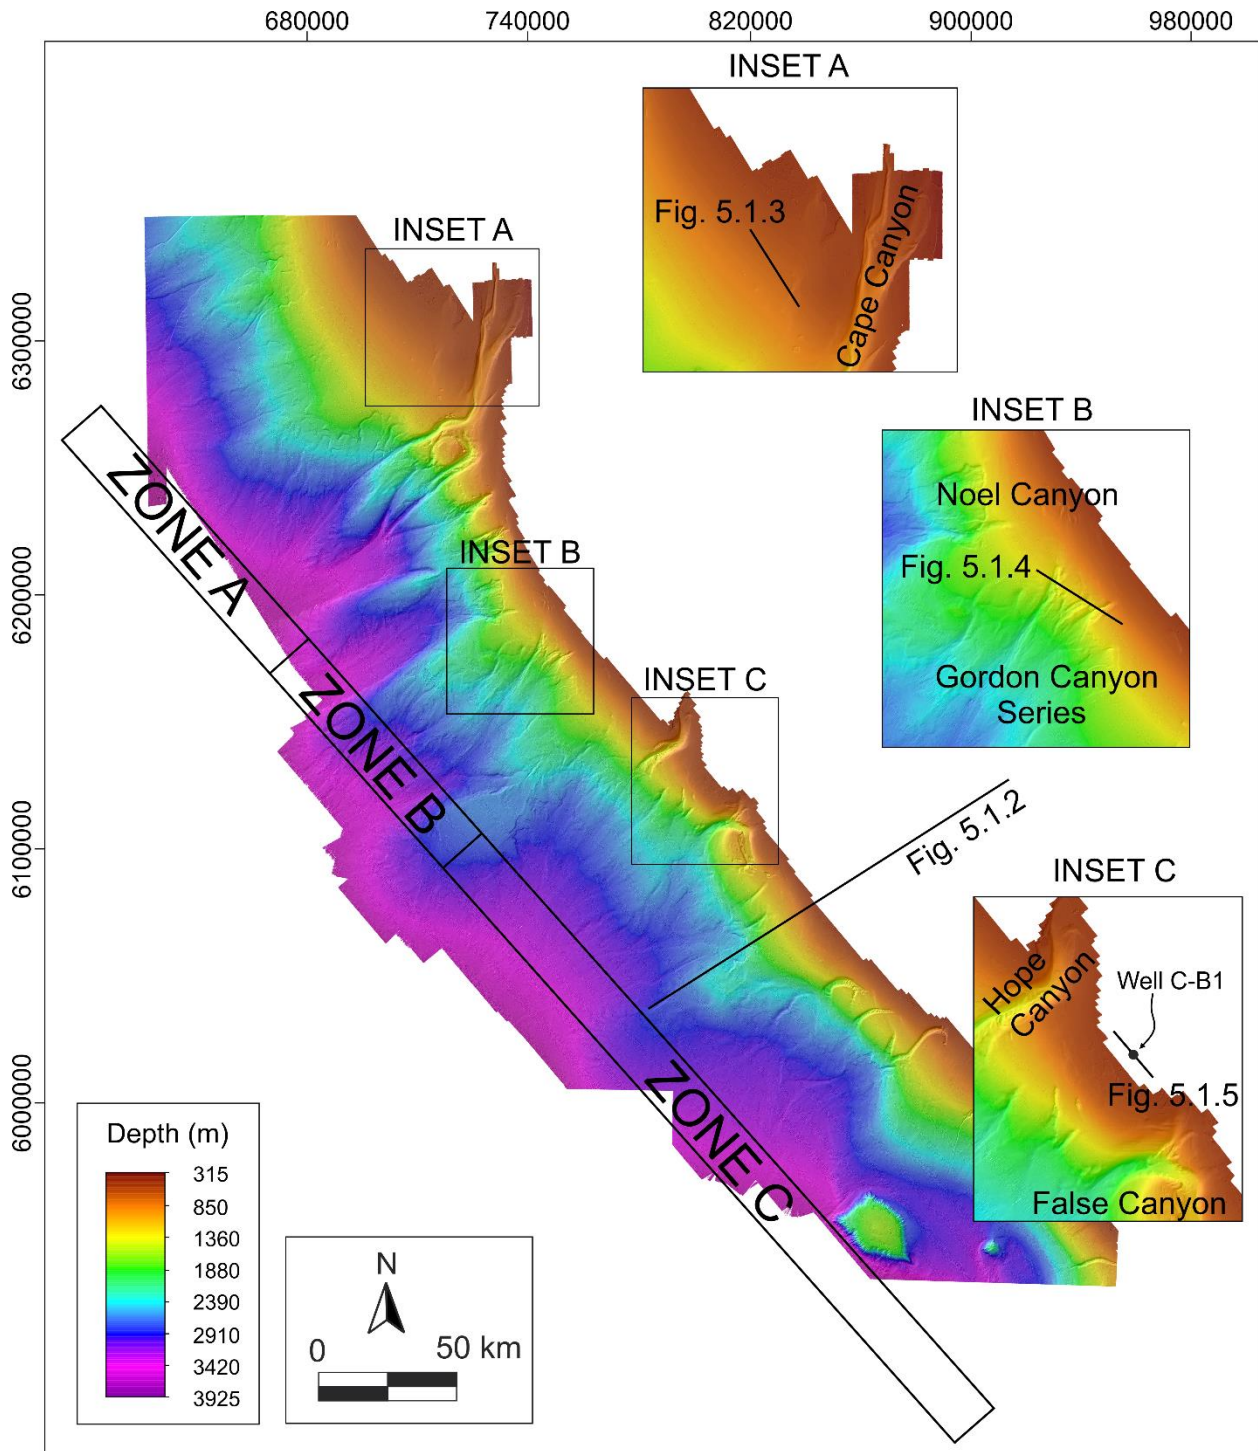 680000 740000 820000 900000 980000
INSET A
Fig. 5.1.3
Cape Canyon
INSET A
6300000
INSET B
Noel Canyon
Fig. 5.1.4
Gordon Canyon
Series
ZONE A
INSET B
6200000
INSET C
ZONE B
Fig. 5.1.2
6100000
INSET C
Hope
Canyon
Well C-B1
Fig. 5.1.5
False Canyon
ZONE C
6000000
Depth (m)
315
850
1360
1880
2390
2910
3420
3925
N
0 50 km